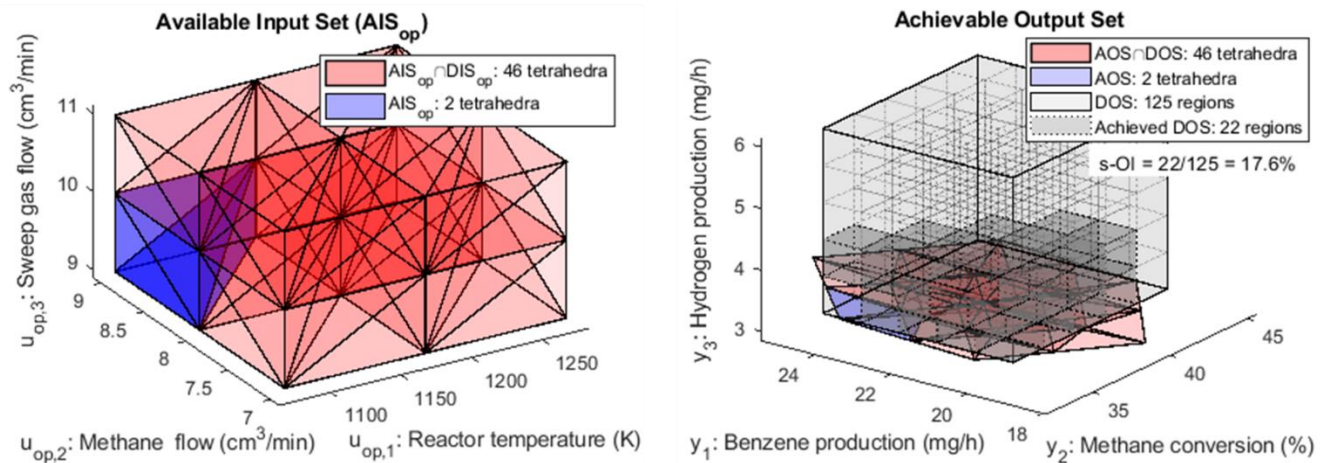 Available Input Set (AIS_op)
AIS_op∩DIS_op: 46 tetrahedra
AIS_op: 2 tetrahedra
u_op,3: Sweep gas flow (cm³/min)
11
10
9
9
8.5
8
7.5
7
1100
1150
1200
1250
u_op,2: Methane flow (cm³/min)
u_op,1: Reactor temperature (K)
Achievable Output Set
AOS∩DOS: 46 tetrahedra
AOS: 2 tetrahedra
DOS: 125 regions
Achieved DOS: 22 regions
s-OI = 22/125 = 17.6%
y₃: Hydrogen production (mg/h)
6
5
4
3
24
22
20
18
35
40
45
y₁: Benzene production (mg/h)
y₂: Methane conversion (%)